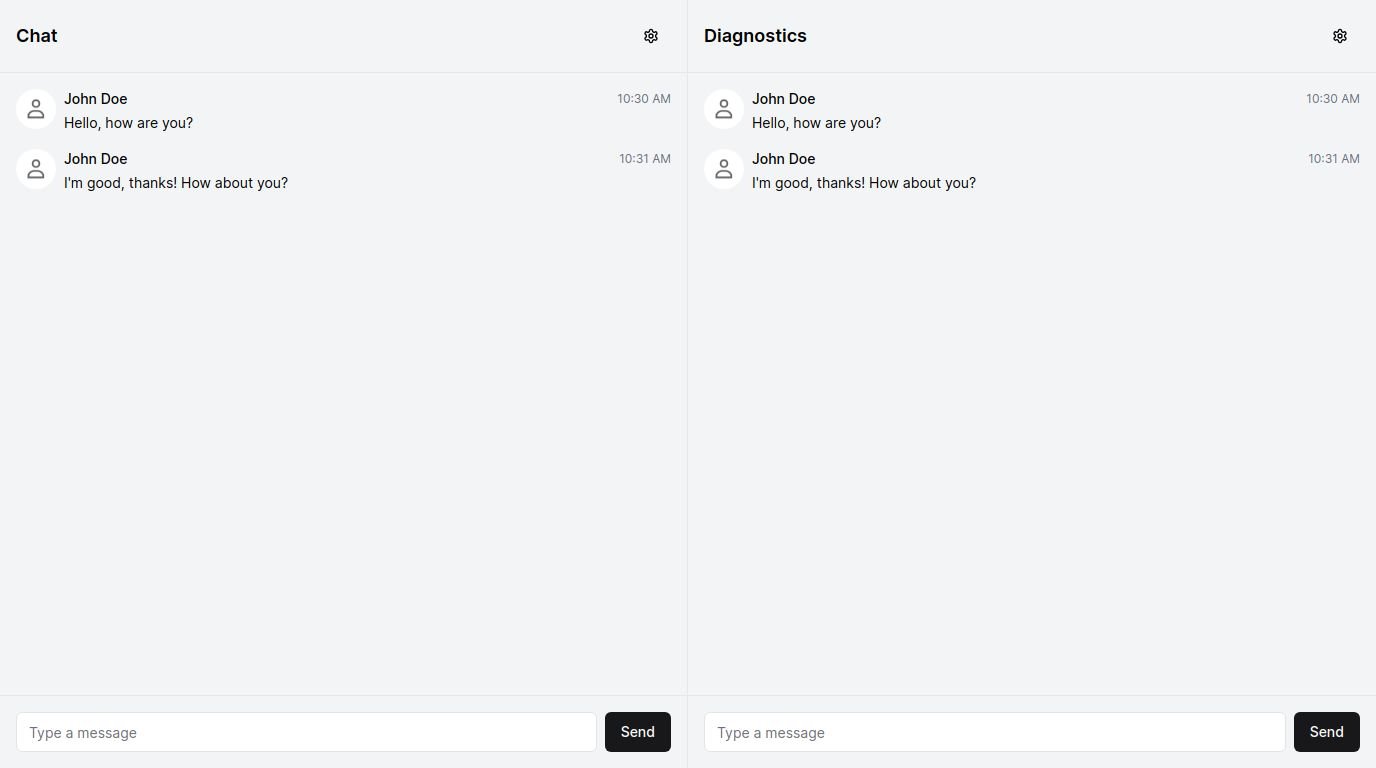 Chat
John Doe 10:30 AM
Hello, how are you?
John Doe 10:31 AM
I'm good, thanks! How about you?
Type a message Send
Diagnostics
John Doe 10:30 AM
Hello, how are you?
John Doe 10:31 AM
I'm good, thanks! How about you?
Type a message Send